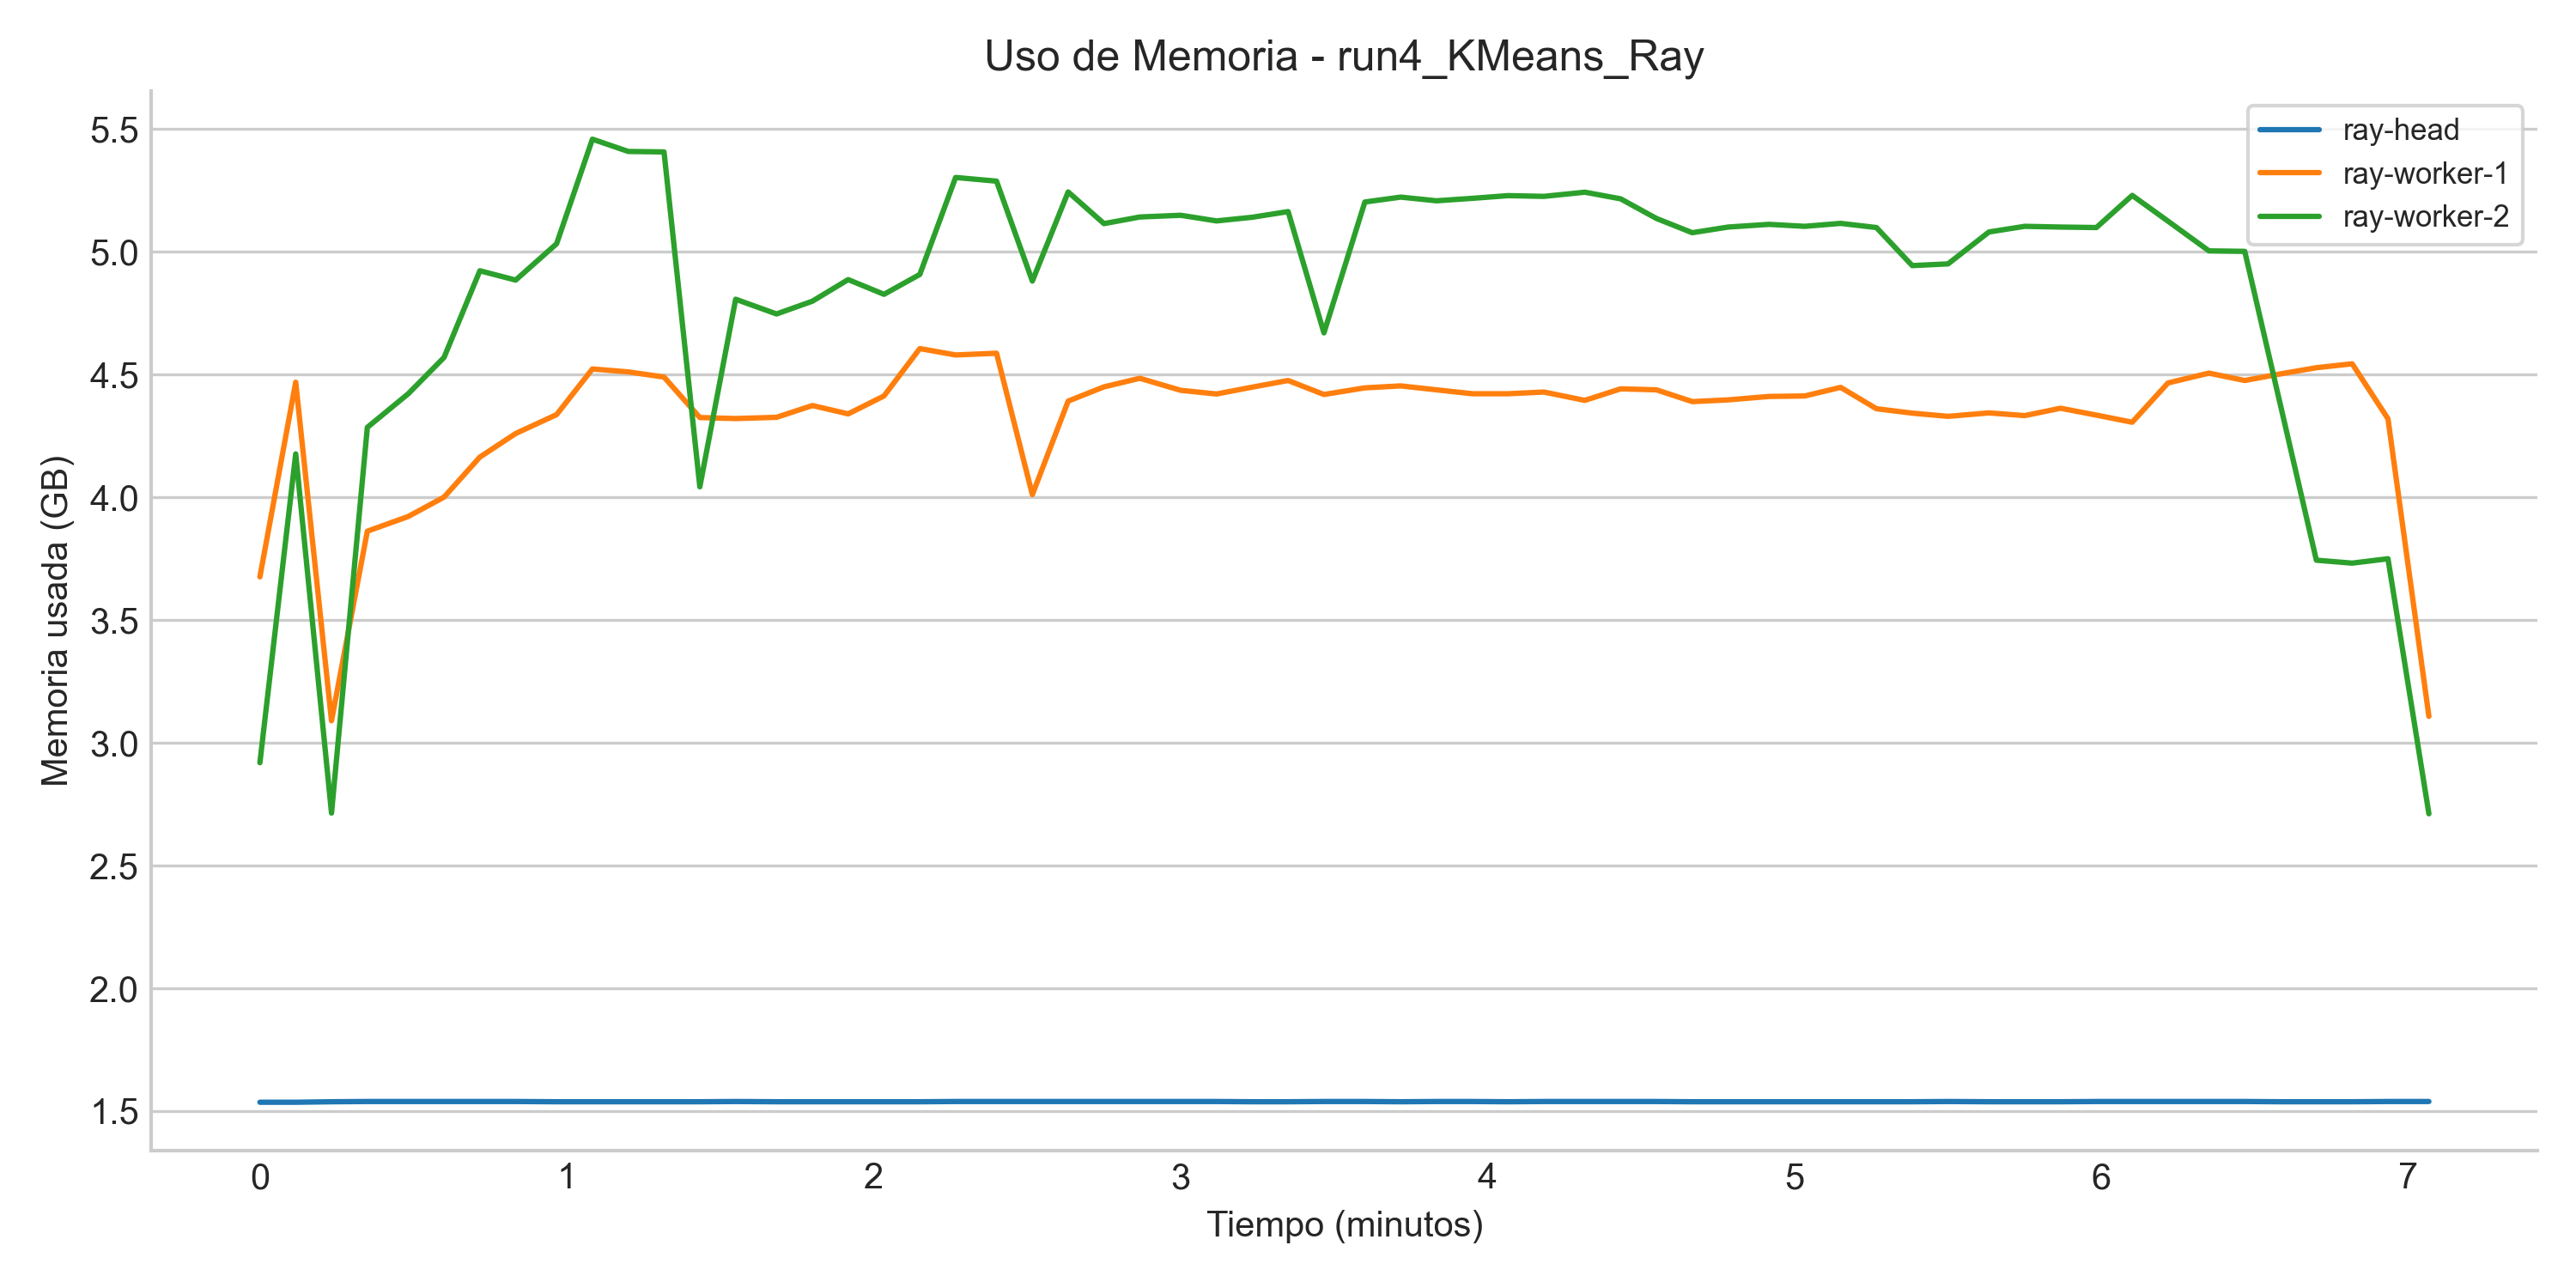 Uso de Memoria - run4_KMeans_Ray
ray-head
ray-worker-1
ray-worker-2
Memoria usada (GB)
5.5
5.0
4.5
4.0
3.5
3.0
2.5
2.0
1.5
0 1 2 3 4 5 6 7
Tiempo (minutos)